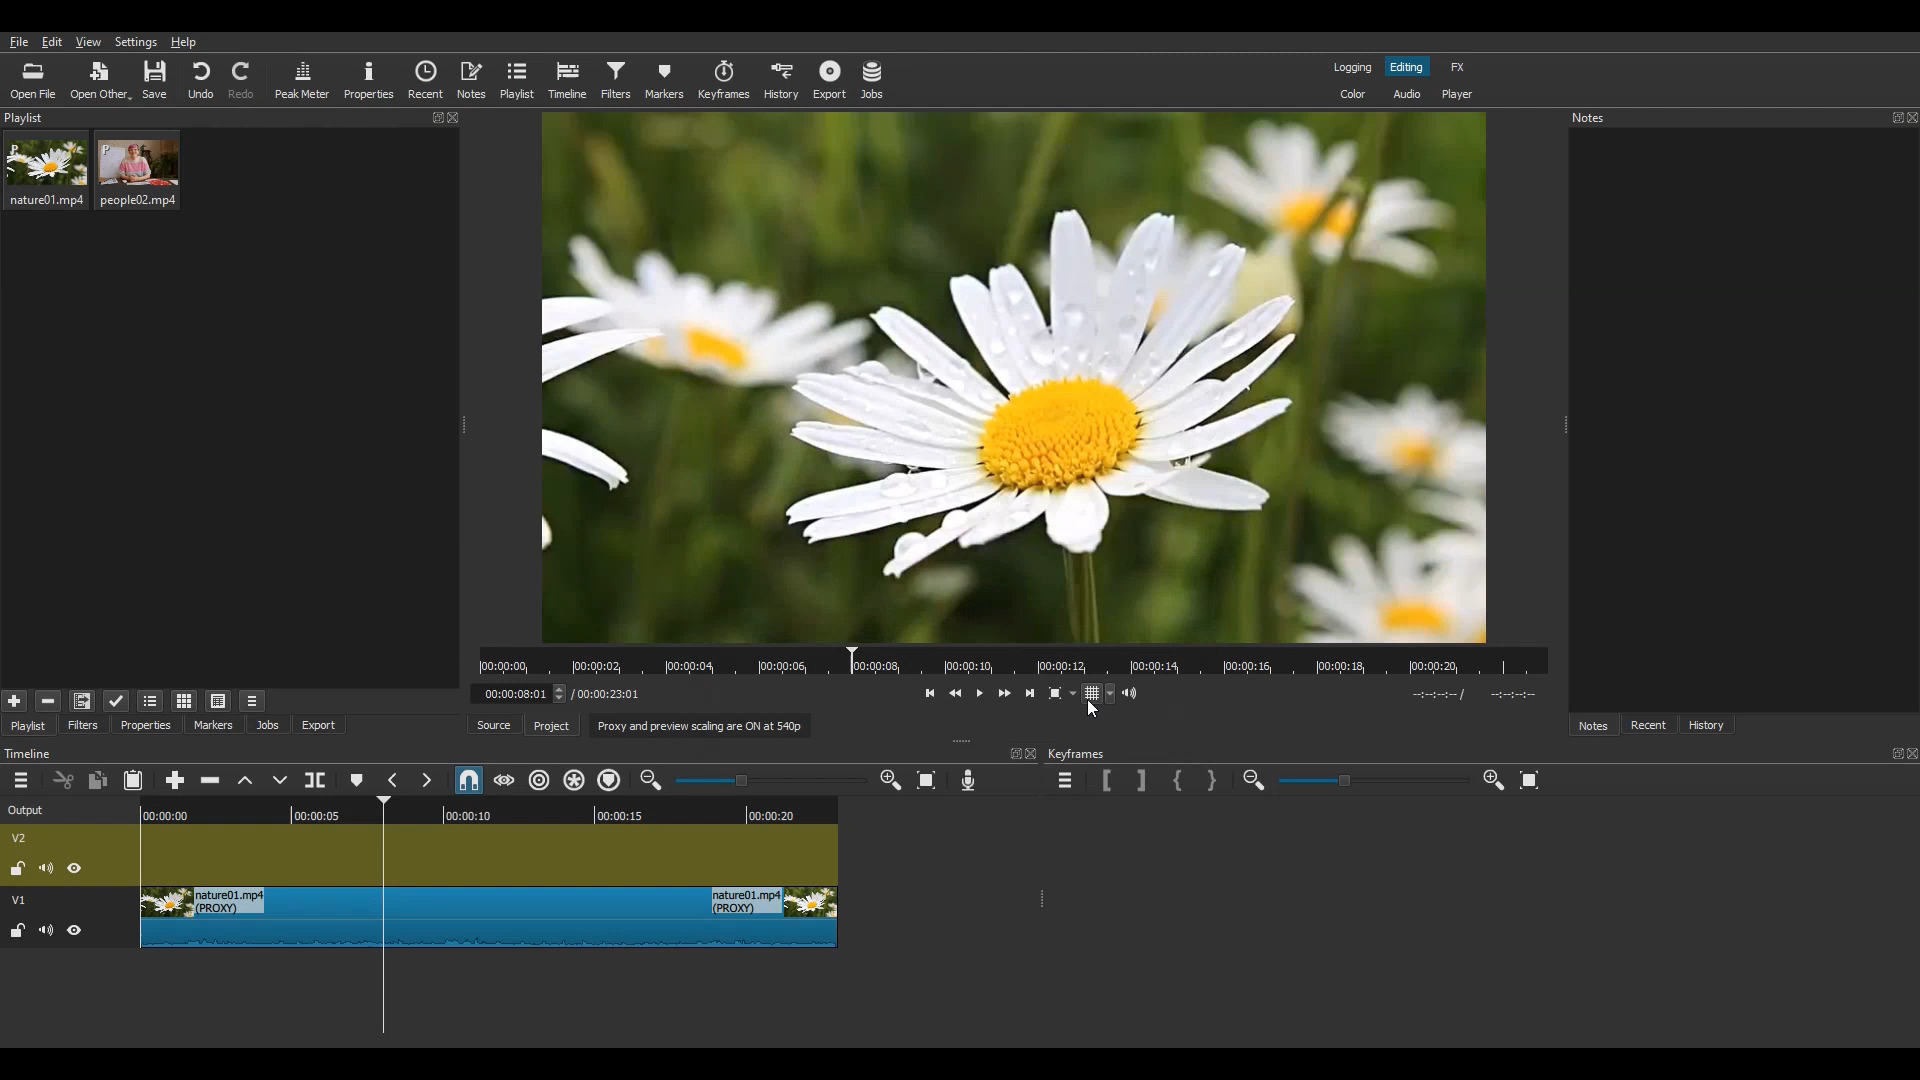 File Edit View Settings Help
Open File Open Other Save Undo Redo Peak Meter Properties Recent Notes Playlist Timeline Filters Markers Keyframes History Export Jobs
Logging Editing FX
Color Audio Player
Playlist
Notes
P P
nature01.mp4 people02.mp4
00:00:00 00:00:02 00:00:04 00:00:06 00:00:08 00:00:10 00:00:12 00:00:14 00:00:16 00:00:18 00:00:20
00:00:08:01 / 00:00:23:01 --:--:--:-- / --:--:--:--
Playlist Filters Properties Markers Jobs Export
Source Project Proxy and preview scaling are ON at 540p
Notes Recent History
Timeline
Keyframes
Output
00:00:00 00:00:05 00:00:10 00:00:15 00:00:20
V2
V1
nature01.mp4
(PROXY)
nature01.mp4
(PROXY)